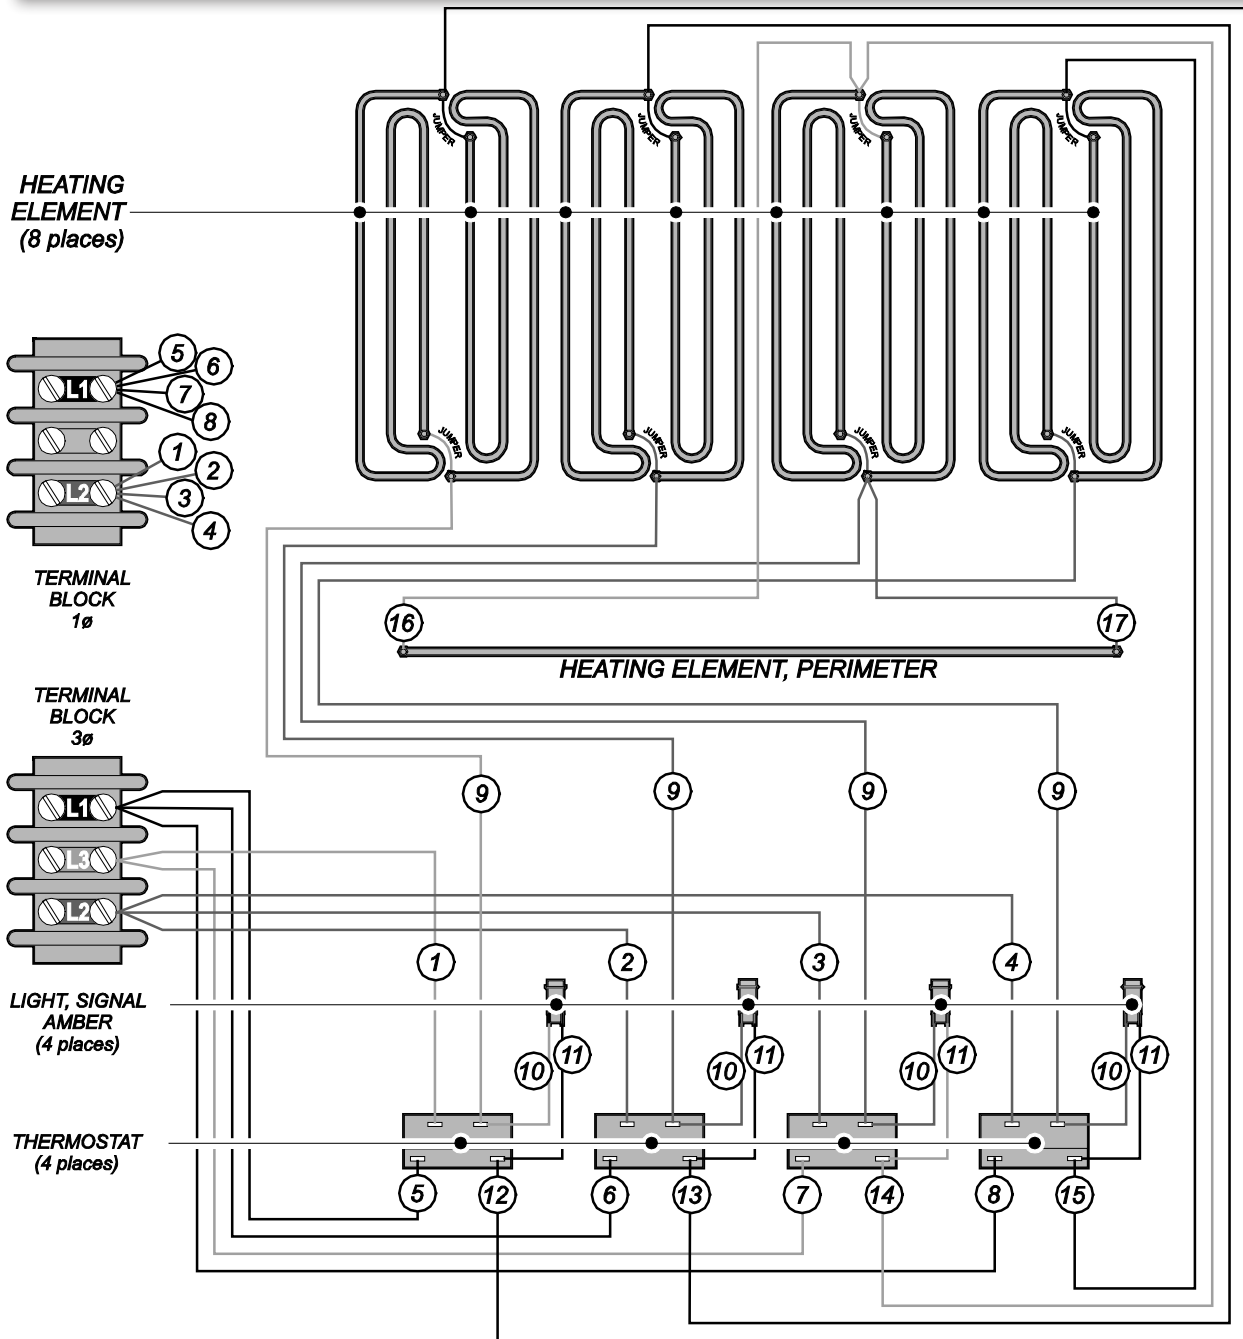 JUMPER JUMPER JUMPER JUMPER
HEATING
ELEMENT
(8 places)
5
6
L1
7
8
JUMPER JUMPER JUMPER JUMPER
1
2
L2
3
4
TERMINAL
BLOCK
1ø
16 17
HEATING ELEMENT, PERIMETER
TERMINAL
BLOCK
3ø
9 9 9 9
L1
L3
L2
1 2 3 4
LIGHT, SIGNAL
AMBER
(4 places)
10 11 10 11 10 11 10 11
THERMOSTAT
(4 places)
5 12 6 13 7 14 8 15